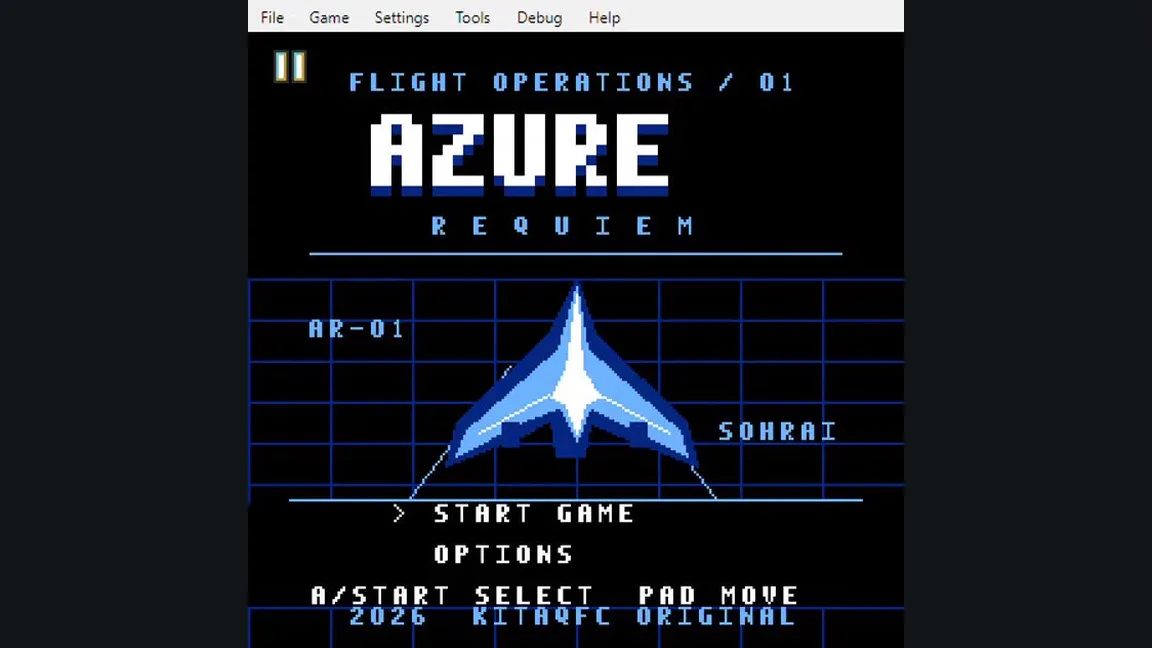 File Game Settings Tools Debug Help
FLIGHT OPERATIONS / 01
AZURE
REQUIEM
AR-01
SOHRAI
> START GAME
OPTIONS
A/START SELECT PAD MOVE
2026 KITAQFC ORIGINAL